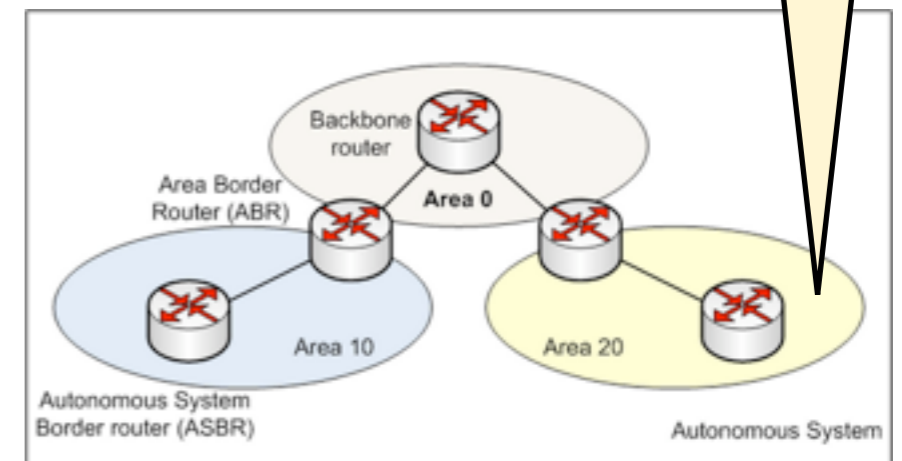 Backbone
router
Area Border
Router (ABR)
Area 0
Area 10
Area 20
Autonomous System
Border router (ASBR)
Autonomous System